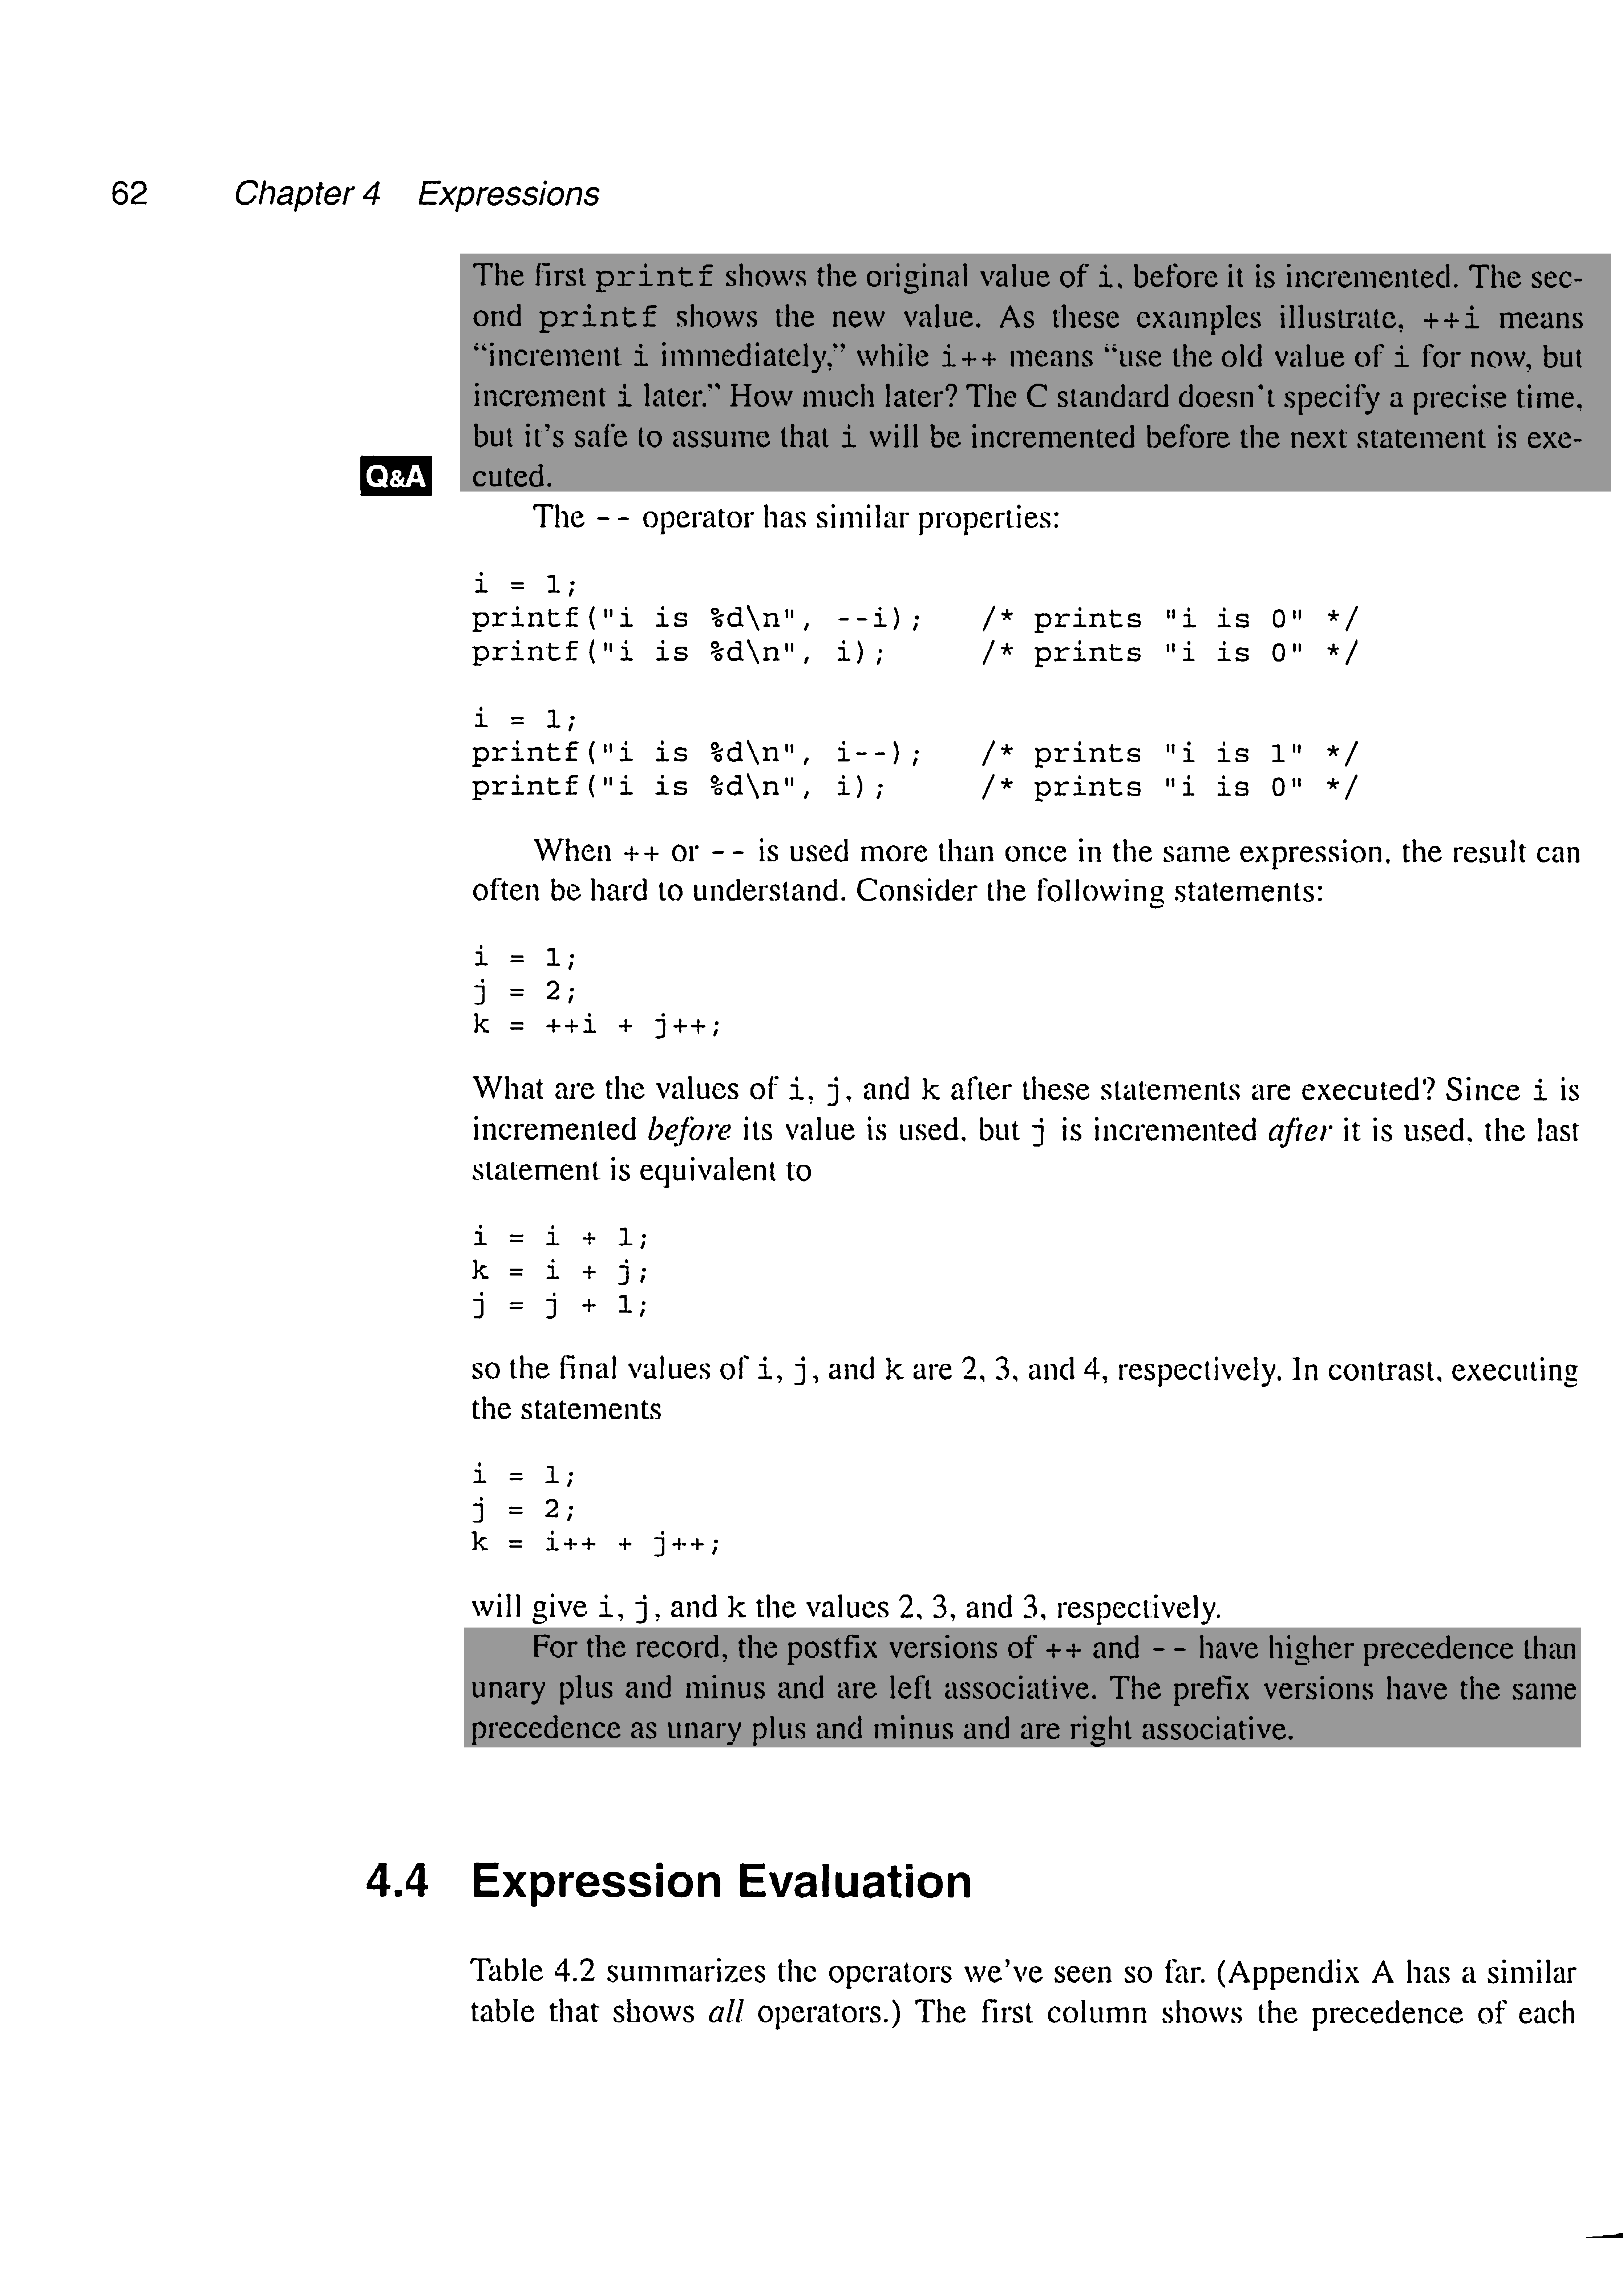 62 Chapter 4 Expressions
The first printf shows the original value of i, before it is incremented. The sec-
ond printf shows the new value. As these examples illustrate, ++i means
“increment i immediately,” while i++ means “use the old value of i for now, but
increment i later.” How much later? The C standard doesn't specify a precise time,
but it’s safe to assume that i will be incremented before the next statement is exe-
Q&A cuted.
The -- operator has similar properties:
i = 1;
printf("i is %d\n", --i); /* prints "i is 0" */
printf("i is %d\n", i); /* prints "i is 0" */
i = 1;
printf("i is %d\n", i--); /* prints "i is 1" */
printf("i is %d\n", i); /* prints "i is 0" */
When ++ or -- is used more than once in the same expression, the result can
often be hard to understand. Consider the following statements:
i = 1;
j = 2;
k = ++i + j++;
What are the values of i, j, and k after these statements are executed? Since i is
incremented before its value is used, but j is incremented after it is used, the last
statement is equivalent to
i = i + 1;
k = i + j;
j = j + 1;
so the final values of i, j, and k are 2, 3, and 4, respectively. In contrast, executing
the statements
i = 1;
j = 2;
k = i++ + j++;
will give i, j, and k the values 2, 3, and 3, respectively.
For the record, the postfix versions of ++ and -- have higher precedence than
unary plus and minus and are left associative. The prefix versions have the same
precedence as unary plus and minus and are right associative.
4.4 Expression Evaluation
Table 4.2 summarizes the operators we’ve seen so far. (Appendix A has a similar
table that shows all operators.) The first column shows the precedence of each